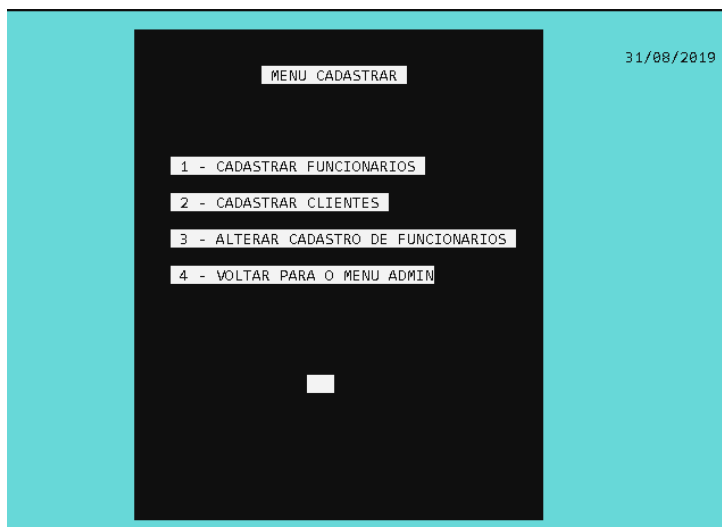 31/08/2019
MENU CADASTRAR
1 - CADASTRAR FUNCIONARIOS
2 - CADASTRAR CLIENTES
3 - ALTERAR CADASTRO DE FUNCIONARIOS
4 - VOLTAR PARA O MENU ADMIN